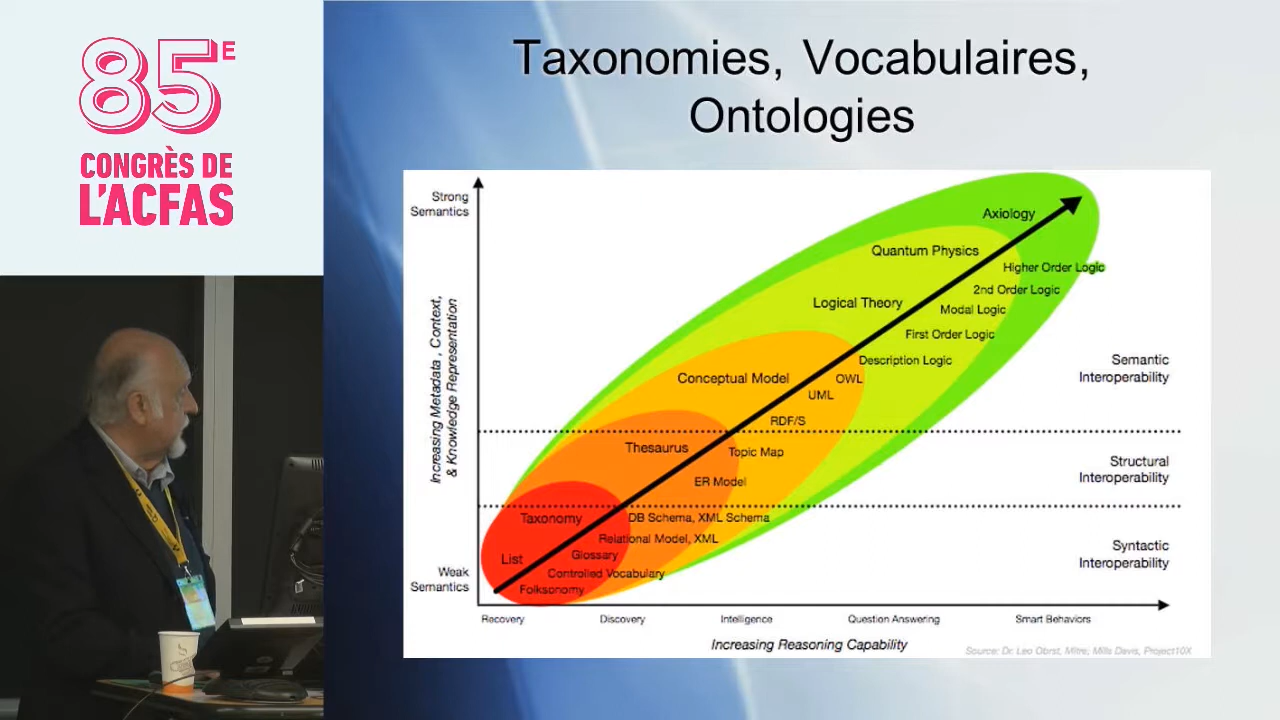 85E
CONGRÈS DE
L'ACFAS
Taxonomies, Vocabulaires,
Ontologies
Strong
Semantics
Increasing Metadata , Context,
& Knowledge Representation
Weak
Semantics
Axiology
Quantum Physics
Higher Order Logic
2nd Order Logic
Logical Theory
Modal Logic
First Order Logic
Description Logic
Conceptual Model
OWL
UML
RDF/S
Thesaurus
Topic Map
ER Model
Taxonomy
DB Schema, XML Schema
Relational Model, XML
List
Glossary
Controlled Vocabulary
Folksonomy
Semantic
Interoperability
Structural
Interoperability
Syntactic
Interoperability
Recovery
Discovery
Intelligence
Question Answering
Smart Behaviors
Increasing Reasoning Capability
Source: Dr. Leo Obrst, Mitre; Mills Davis, Project10X